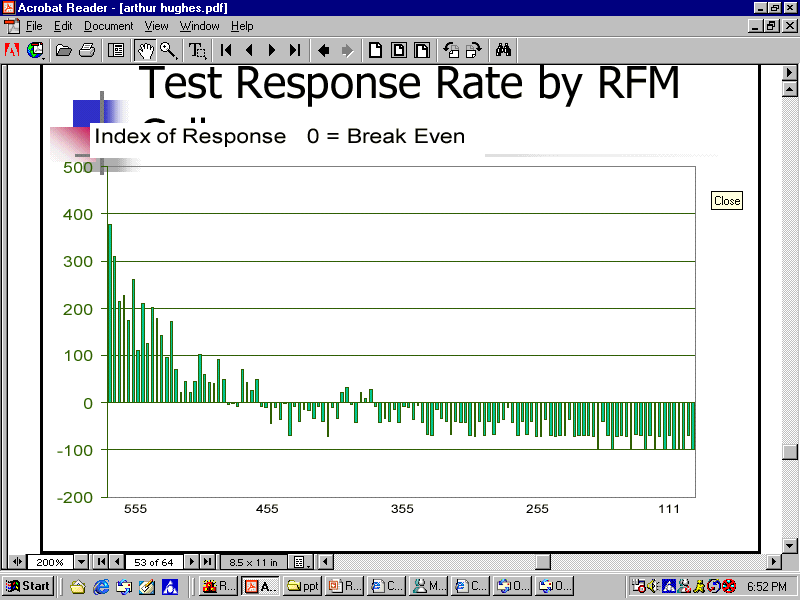 Acrobat Reader - [arthur hughes.pdf]
File Edit Document View Window Help
Test Response Rate by RFM
Index of Response 0 = Break Even
500
400
300
200
100
0
-100
-200
555 455 355 255 111
Close
200% 53 of 64 8.5 x 11 in
Start R... A.. ppt R... C... M... C... O... O... 6:52 PM